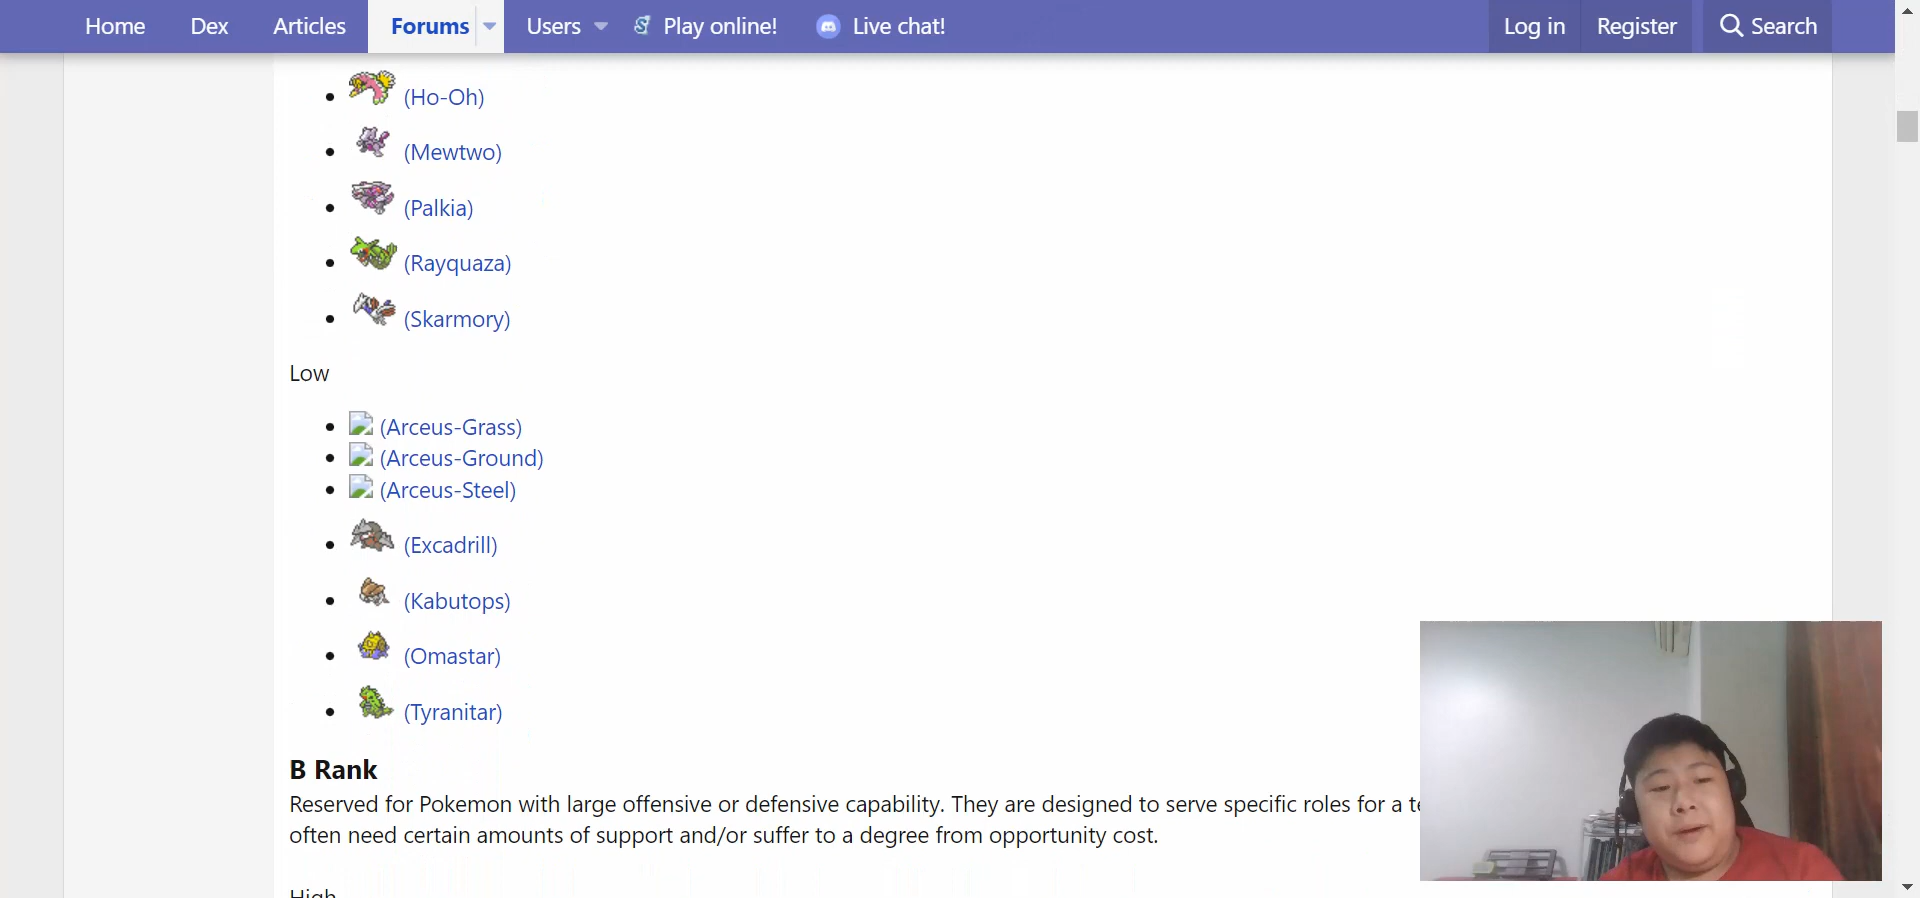 Home Dex Articles Forums Users Play online! Live chat! Log in Register Search
(Ho-Oh)
(Mewtwo)
(Palkia)
(Rayquaza)
(Skarmory)
Low
(Arceus-Grass)
(Arceus-Ground)
(Arceus-Steel)
(Excadrill)
(Kabutops)
(Omastar)
(Tyranitar)
B Rank
Reserved for Pokemon with large offensive or defensive capability. They are designed to serve specific roles for a
often need certain amounts of support and/or suffer to a degree from opportunity cost.
High